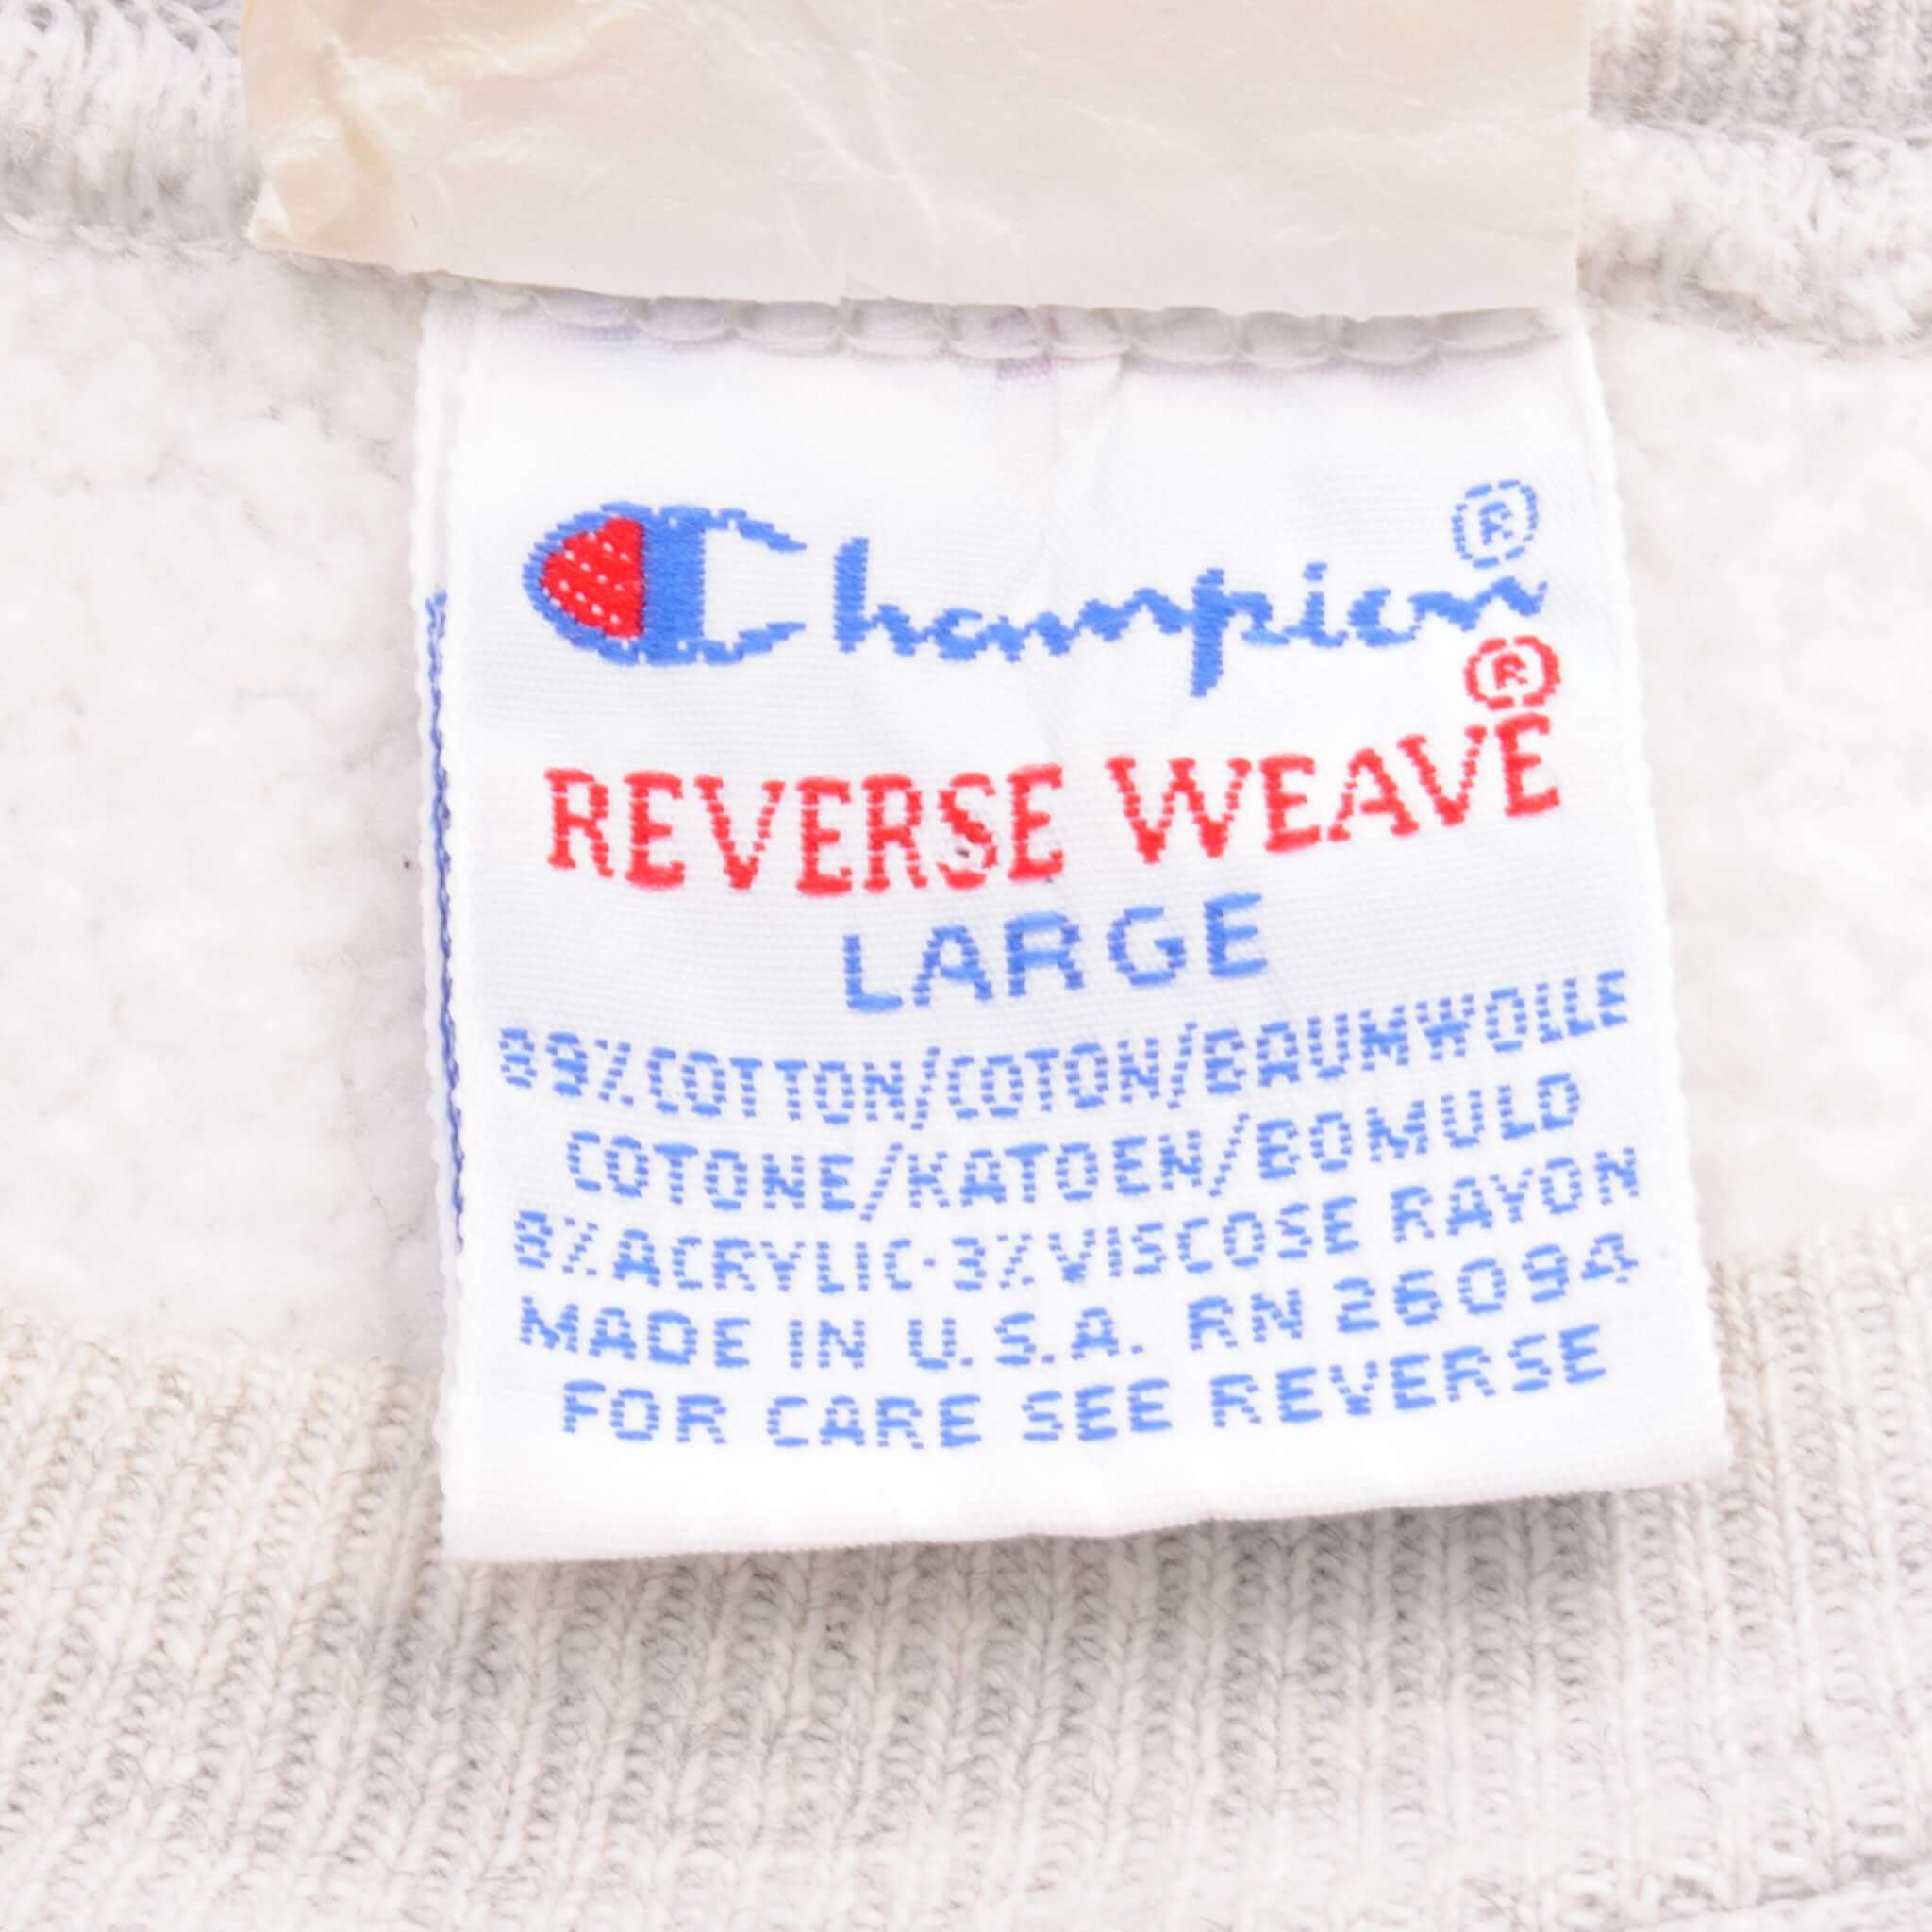 Champion®
REVERSE WEAVE®
LARGE
89% COTTON/COTON/BAUMWOLLE
COTONE/KATOEN/BOMULD
8% ACRYLIC-3% VISCOSE RAYON
MADE IN U.S.A. RN 26094
FOR CARE SEE REVERSE